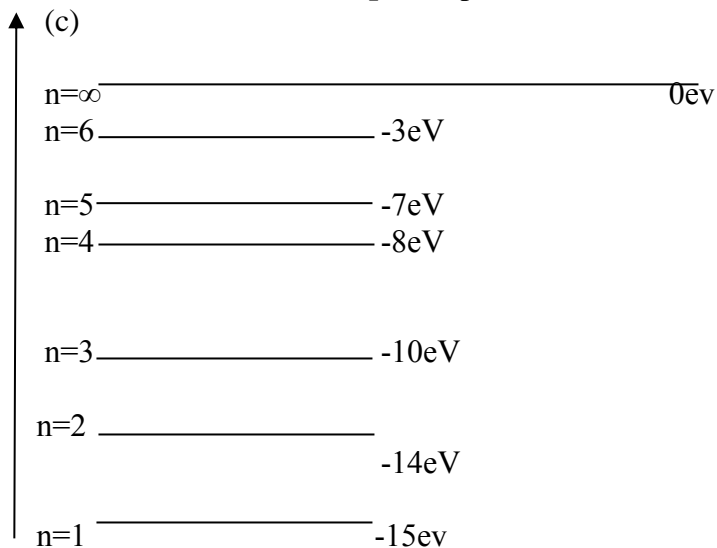 (c)
n=∞ 0ev
n=6 -3eV
n=5 -7eV
n=4 -8eV
n=3 -10eV
n=2
-14eV
n=1 -15ev